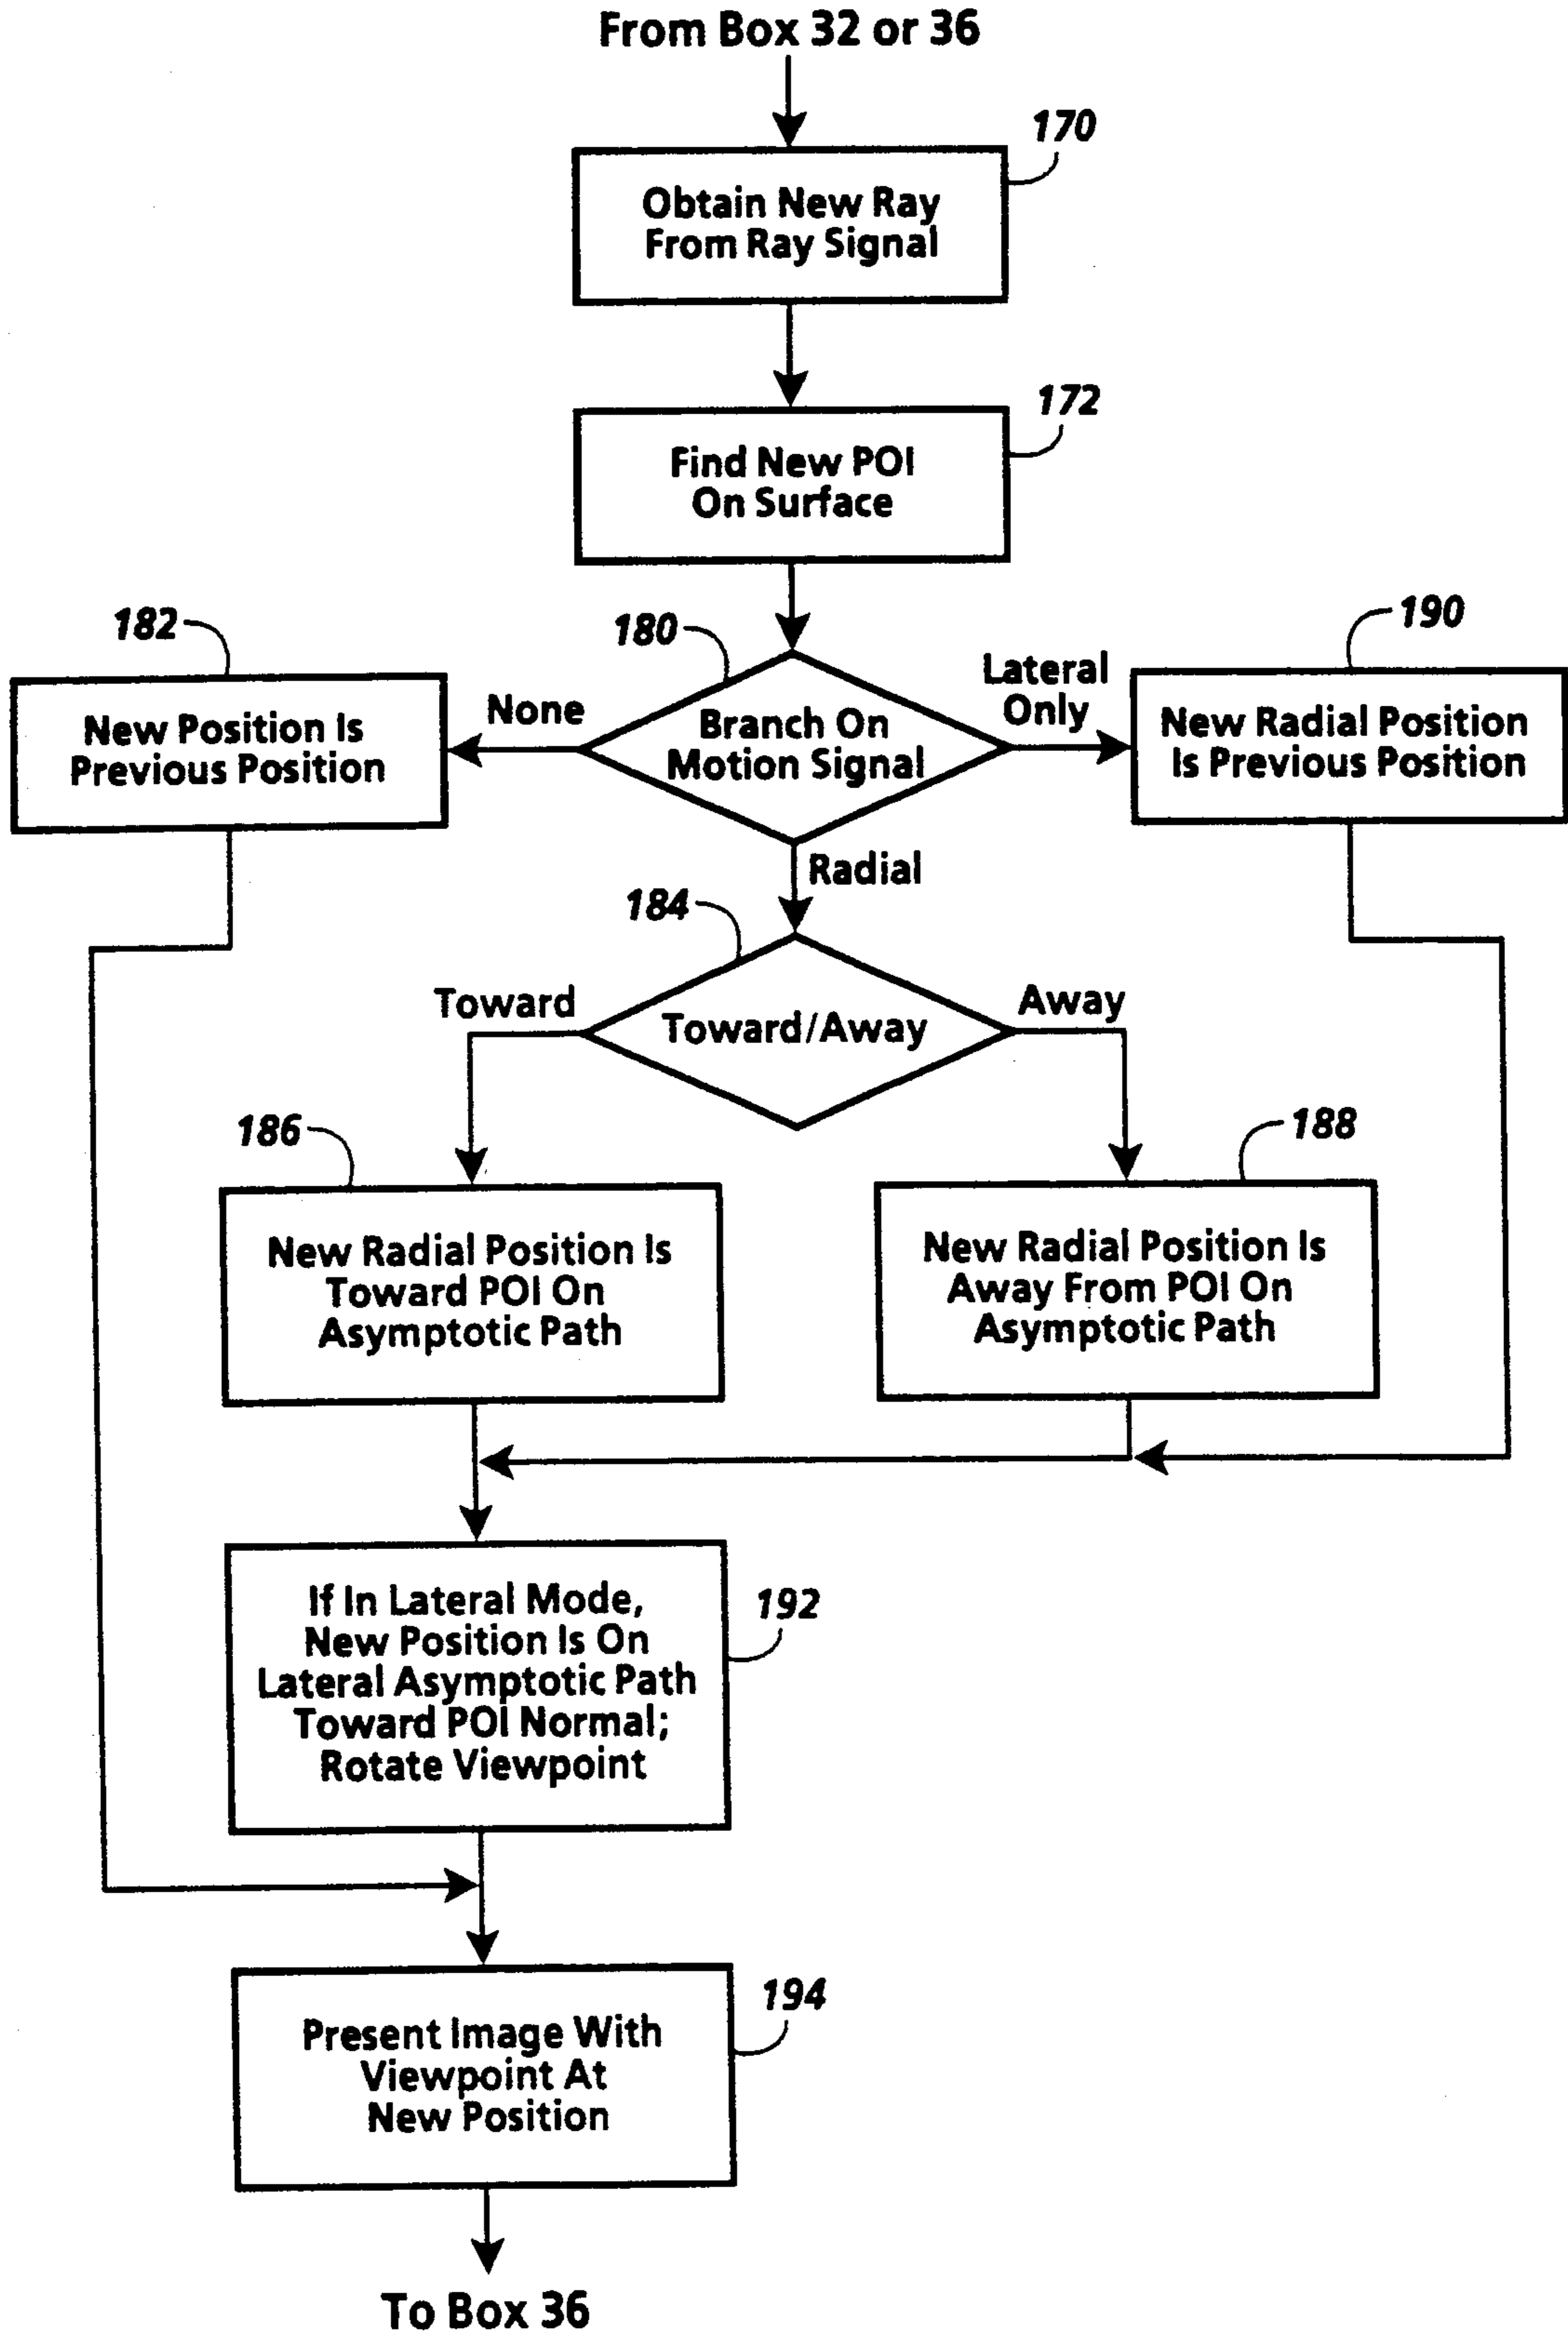 From Box 32 or 36
170
Obtain New Ray
From Ray Signal
172
Find New POI
On Surface
182
180
190
New Position Is
Previous Position
None
Branch On
Motion Signal
Lateral
Only
New Radial Position
Is Previous Position
Radial
184
Toward
Toward/Away
Away
186
188
New Radial Position Is
Toward POI On
Asymptotic Path
New Radial Position Is
Away From POI On
Asymptotic Path
If In Lateral Mode,
New Position Is On
Lateral Asymptotic Path
Toward POI Normal;
Rotate Viewpoint
192
194
Present Image With
Viewpoint At
New Position
To Box 36